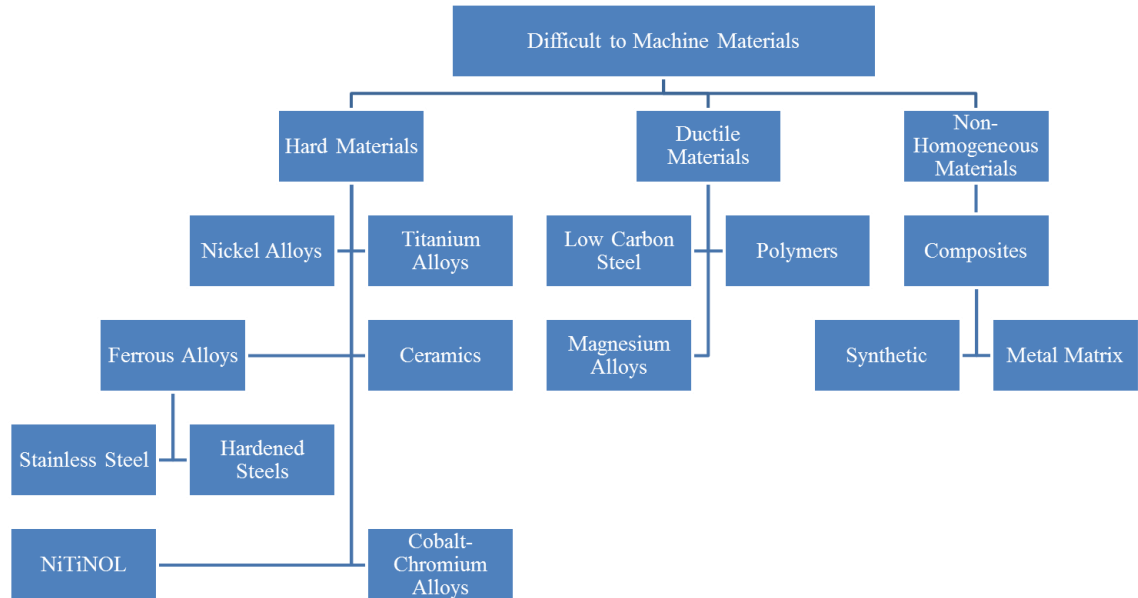 Difficult to Machine Materials
Hard Materials
Ductile
Materials
Non-
Homogeneous
Materials
Nickel Alloys
Titanium
Alloys
Low Carbon
Steel
Polymers
Composites
Ferrous Alloys
Ceramics
Magnesium
Alloys
Synthetic
Metal Matrix
Stainless Steel
Hardened
Steels
NiTiNOL
Cobalt-
Chromium
Alloys